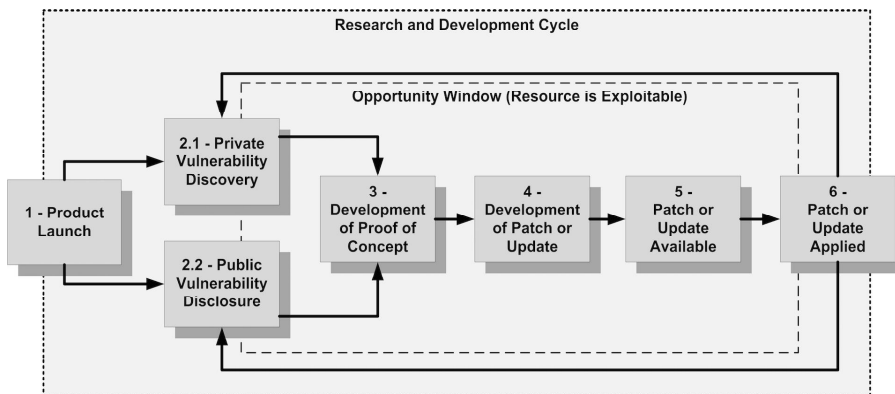 Research and Development Cycle
Opportunity Window (Resource is Exploitable)
2.1 - Private
Vulnerability
Discovery
1 - Product
Launch
2.2 - Public
Vulnerability
Disclosure
3 -
Development
of Proof of
Concept
4 -
Development
of Patch or
Update
5 -
Patch or
Update
Available
6 -
Patch or
Update
Applied